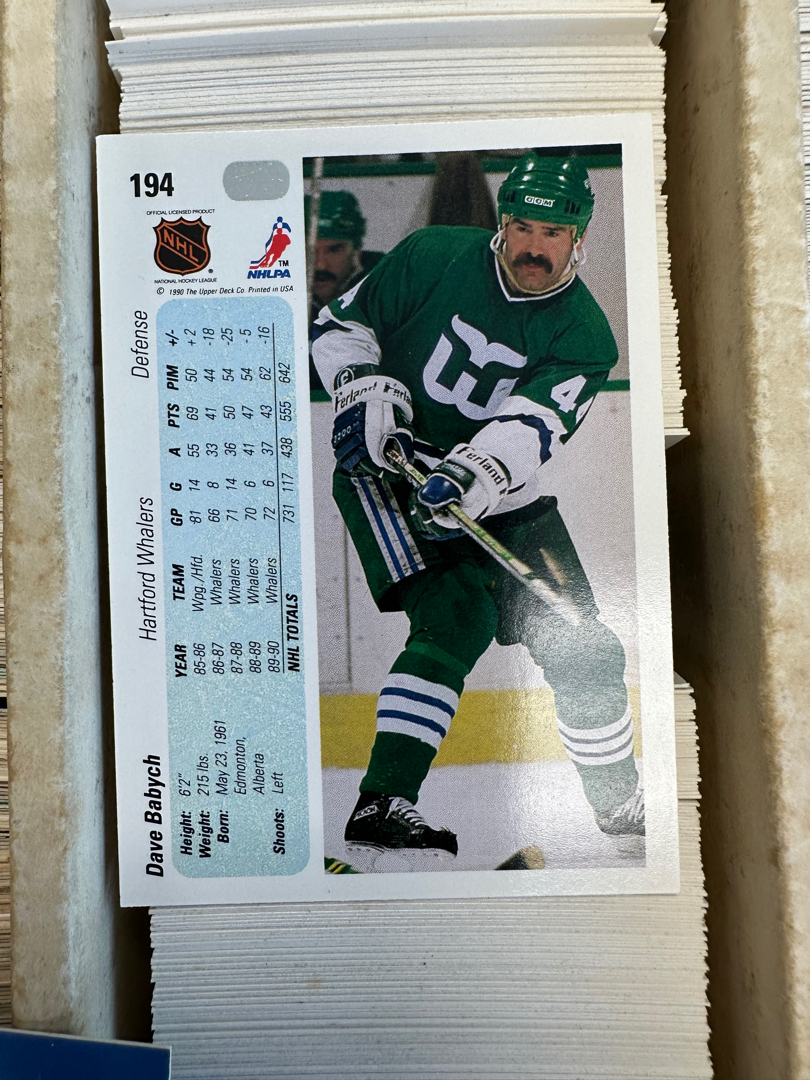 194
OFFICIAL LICENSED PRODUCT
NHL
®
NATIONAL HOCKEY LEAGUE
TM
NHLPA
© 1990 The Upper Deck Co. Printed in USA
Dave Babych Hartford Whalers Defense
Height: 6'2"
Weight: 215 lbs.
Born: May 23, 1961
Edmonton,
Alberta
Shoots: Left
YEAR TEAM GP G A PTS PIM +/-
85-86 Wpg./Hfd. 81 14 55 69 50 +2
86-87 Whalers 66 8 33 41 44 -18
87-88 Whalers 71 14 36 50 54 -25
88-89 Whalers 70 6 41 47 54 -5
89-90 Whalers 72 6 37 43 62 -16
NHL TOTALS 731 117 438 555 642
CCM
44
Ferland Ferla
Ferland